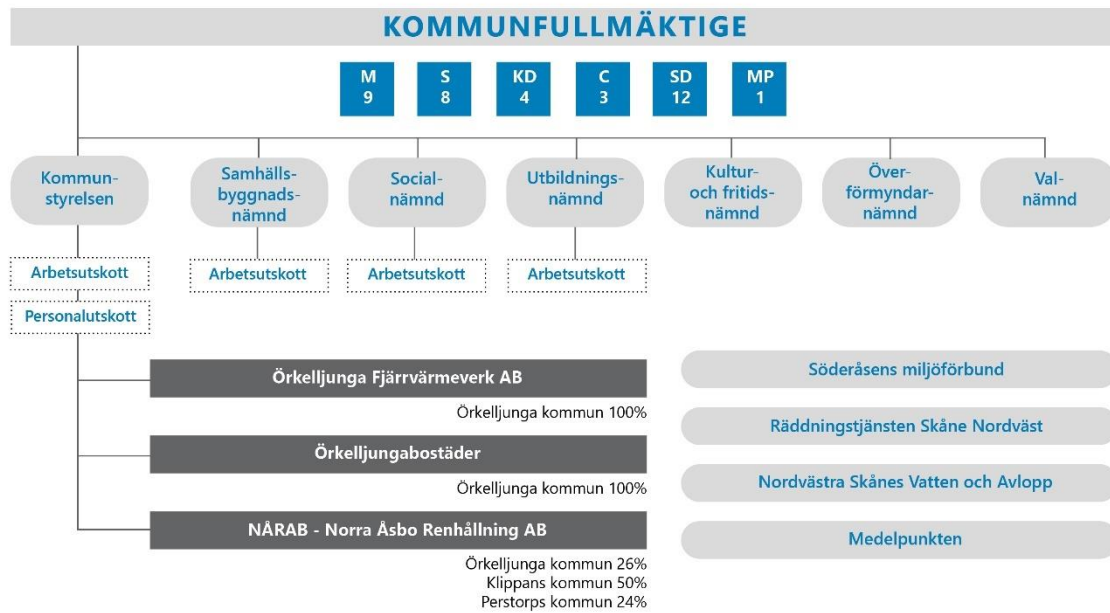 KOMMUNFULLMÄKTIGE
M
9
S
8
KD
4
C
3
SD
12
MP
1
Kommun-
styrelsen
Samhälls-
byggnads-
nämnd
Social-
nämnd
Utbildnings-
nämnd
Kultur-
och fritids-
nämnd
Över-
förmyndar-
nämnd
Val-
nämnd
Arbetsutskott
Arbetsutskott
Arbetsutskott
Arbetsutskott
Personalutskott
Örkelljunga Fjärrvärmeverk AB
Örkelljunga kommun 100%
Örkelljungabostäder
Örkelljunga kommun 100%
NÅRAB - Norra Åsbo Renhållning AB
Örkelljunga kommun 26%
Klippans kommun 50%
Perstorps kommun 24%
Söderåsens miljöförbund
Räddningstjänsten Skåne Nordväst
Nordvästra Skånes Vatten och Avlopp
Medelpunkten